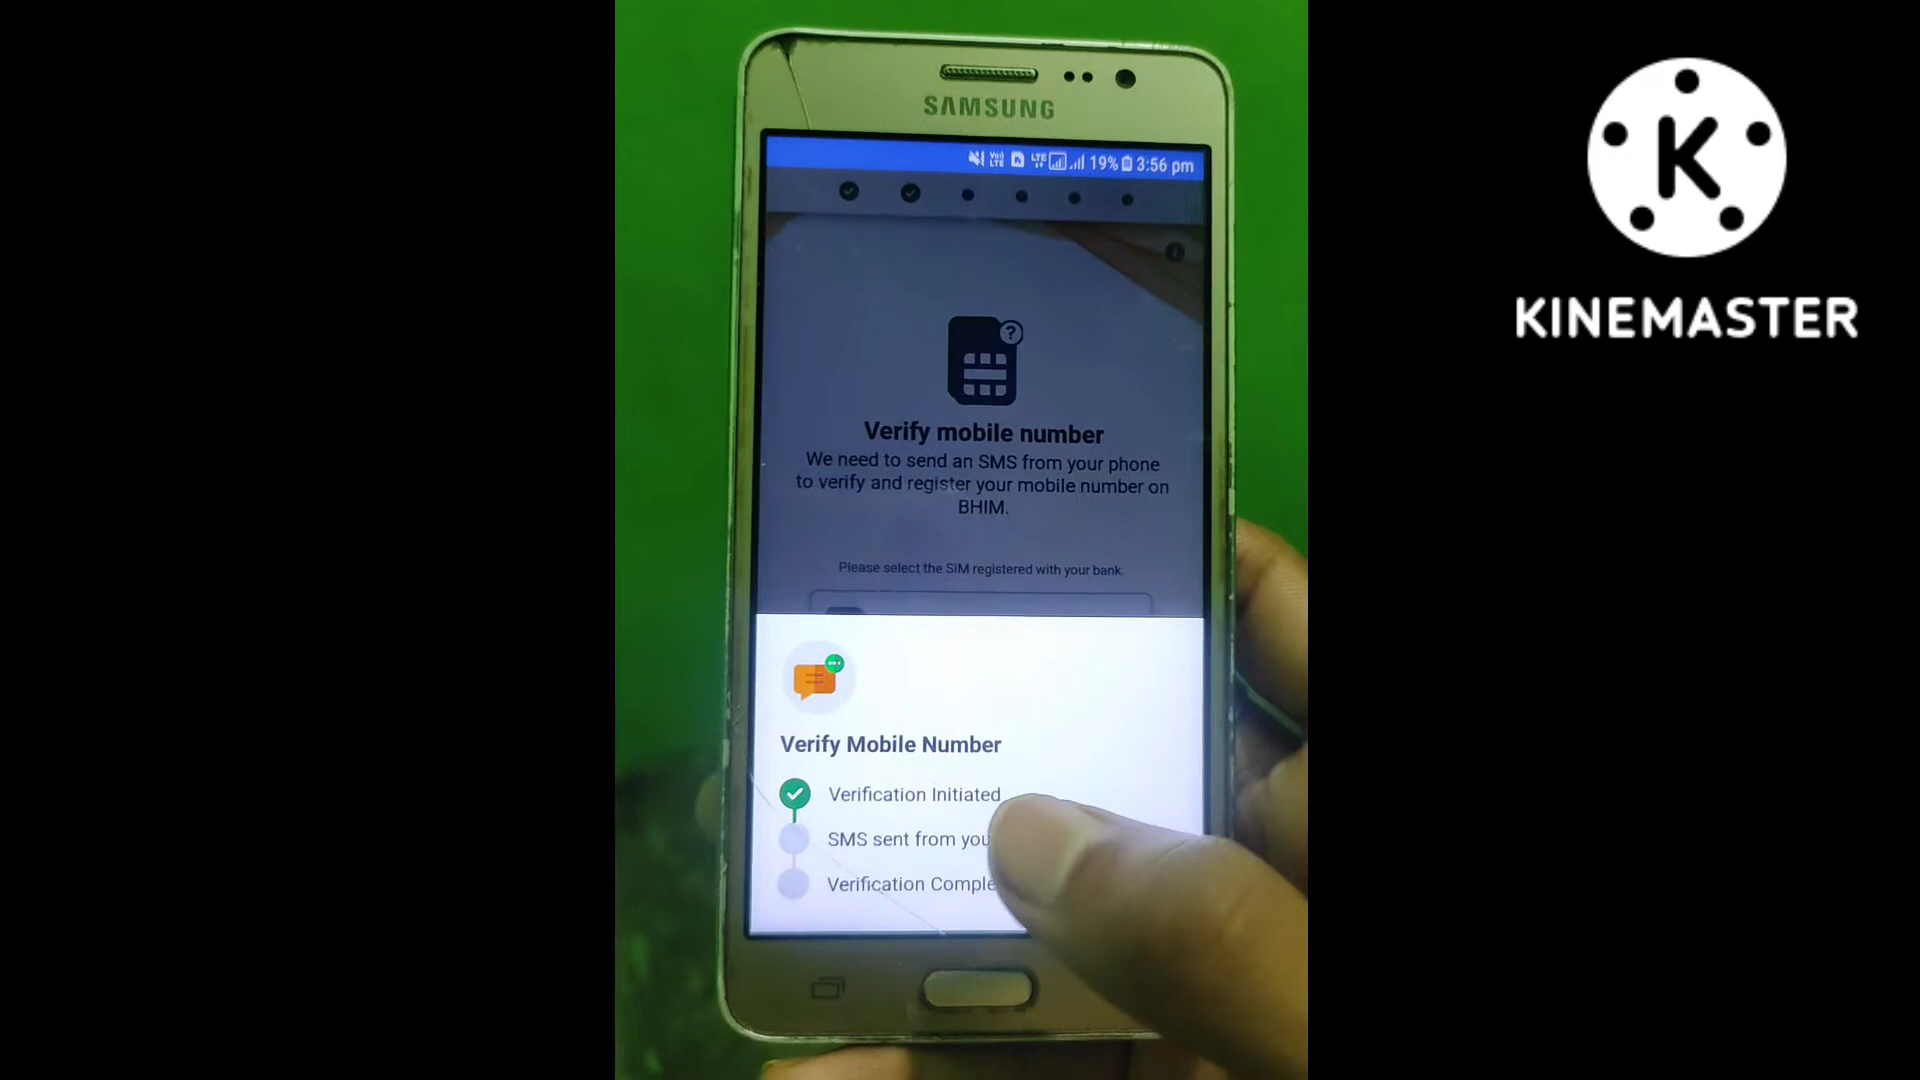 SAMSUNG
LTE 19% 3:56 pm
Verify mobile number
We need to send an SMS from your phone
to verify and register your mobile number on
BHIM.
Please select the SIM registered with your bank.
Verify Mobile Number
Verification Initiated
SMS sent from you
Verification Comple
K
KINEMASTER